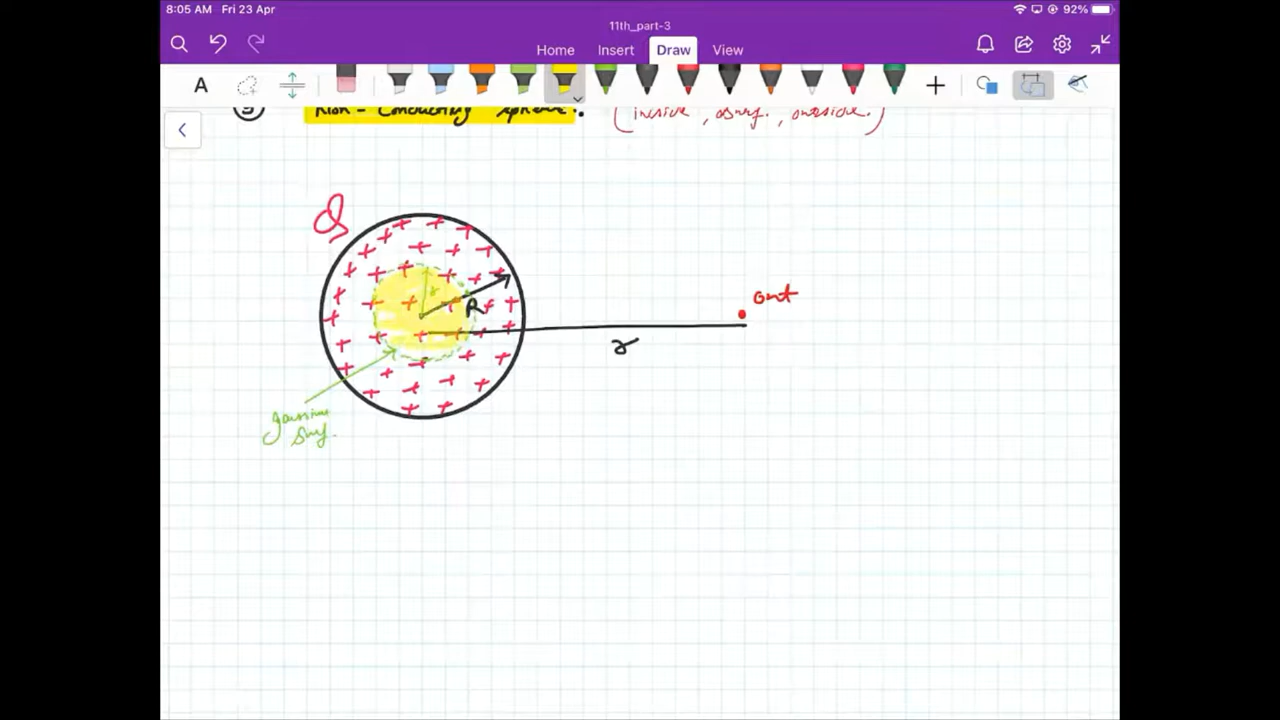 8:05 AM Fri 23 Apr
92%
11th_part-3
Home Insert Draw View
A
Non-Conducting sphere:
(inside, surf., outside.)
Q
out
r
R
r
gaussian
surf.